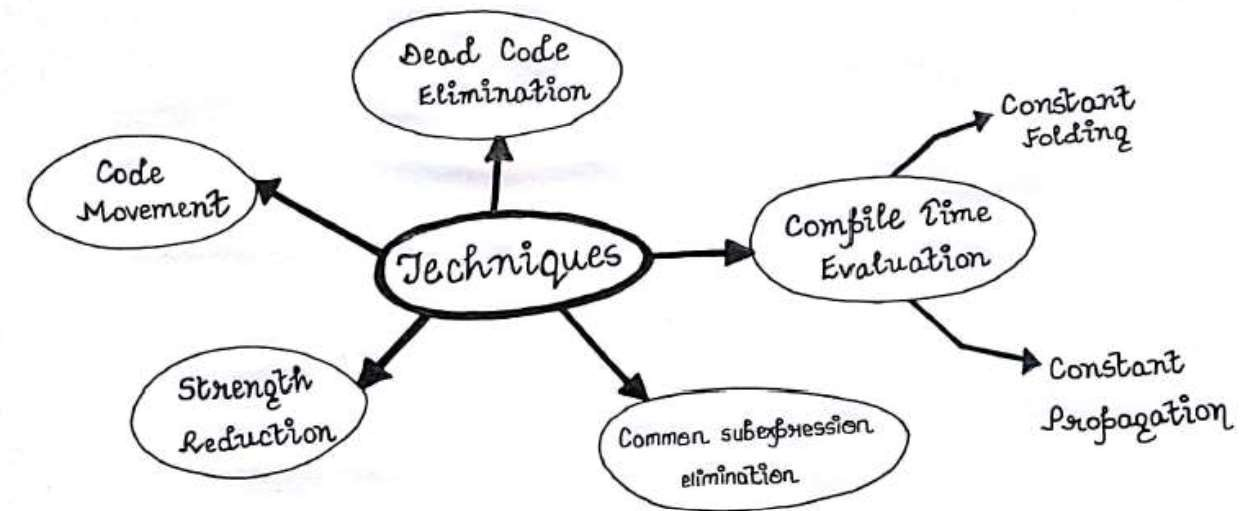 Dead Code
Elimination
Constant
Folding
Code
Movement
Compile Time
Evaluation
Techniques
Strength
Reduction
Common subexpression
elimination
Constant
Propagation